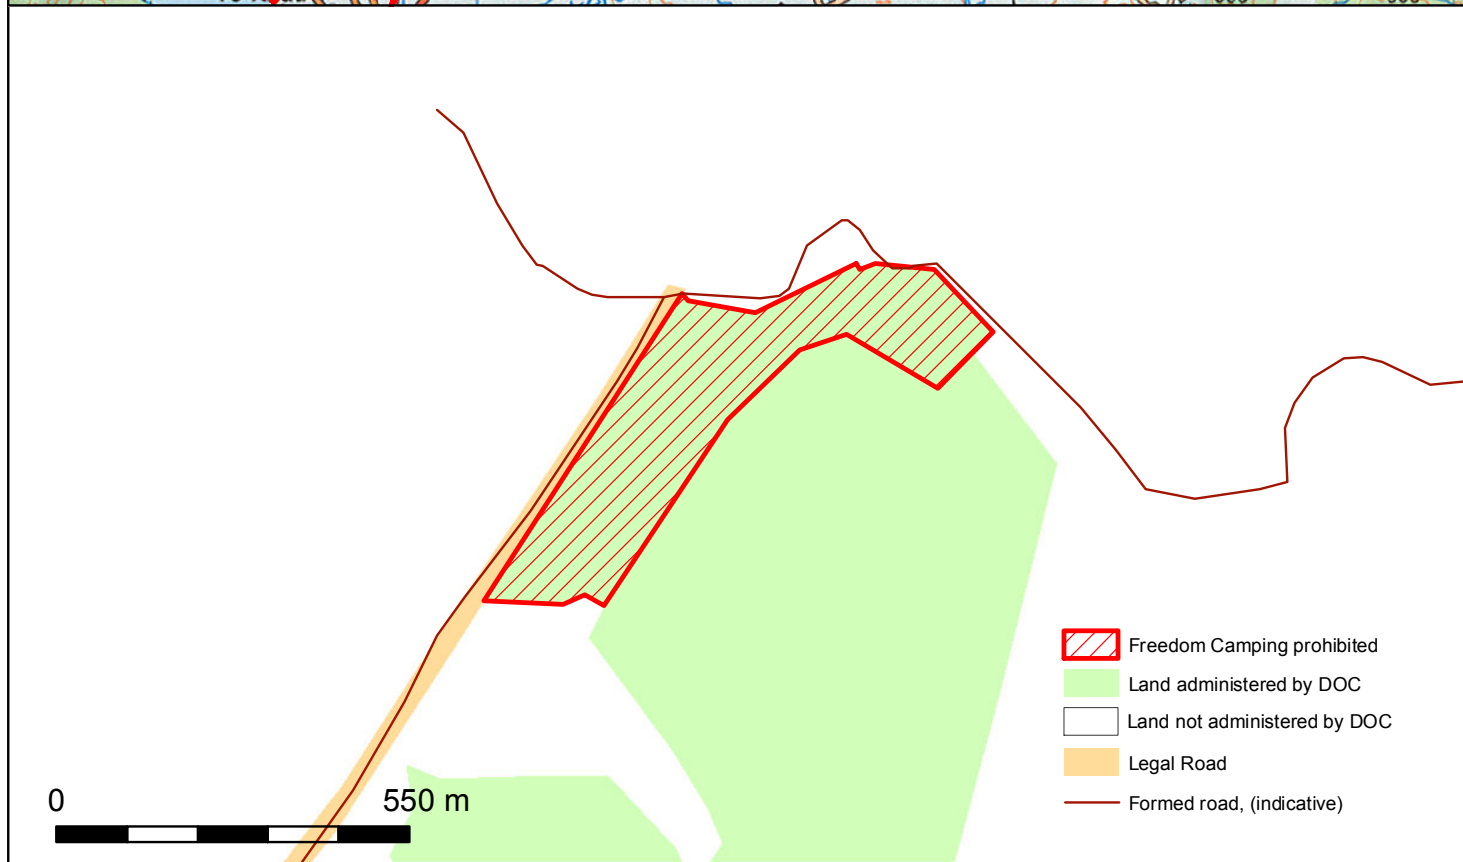 Freedom Camping prohibited
Land administered by DOC
Land not administered by DOC
Legal Road
Formed road, (indicative)
0 550 m